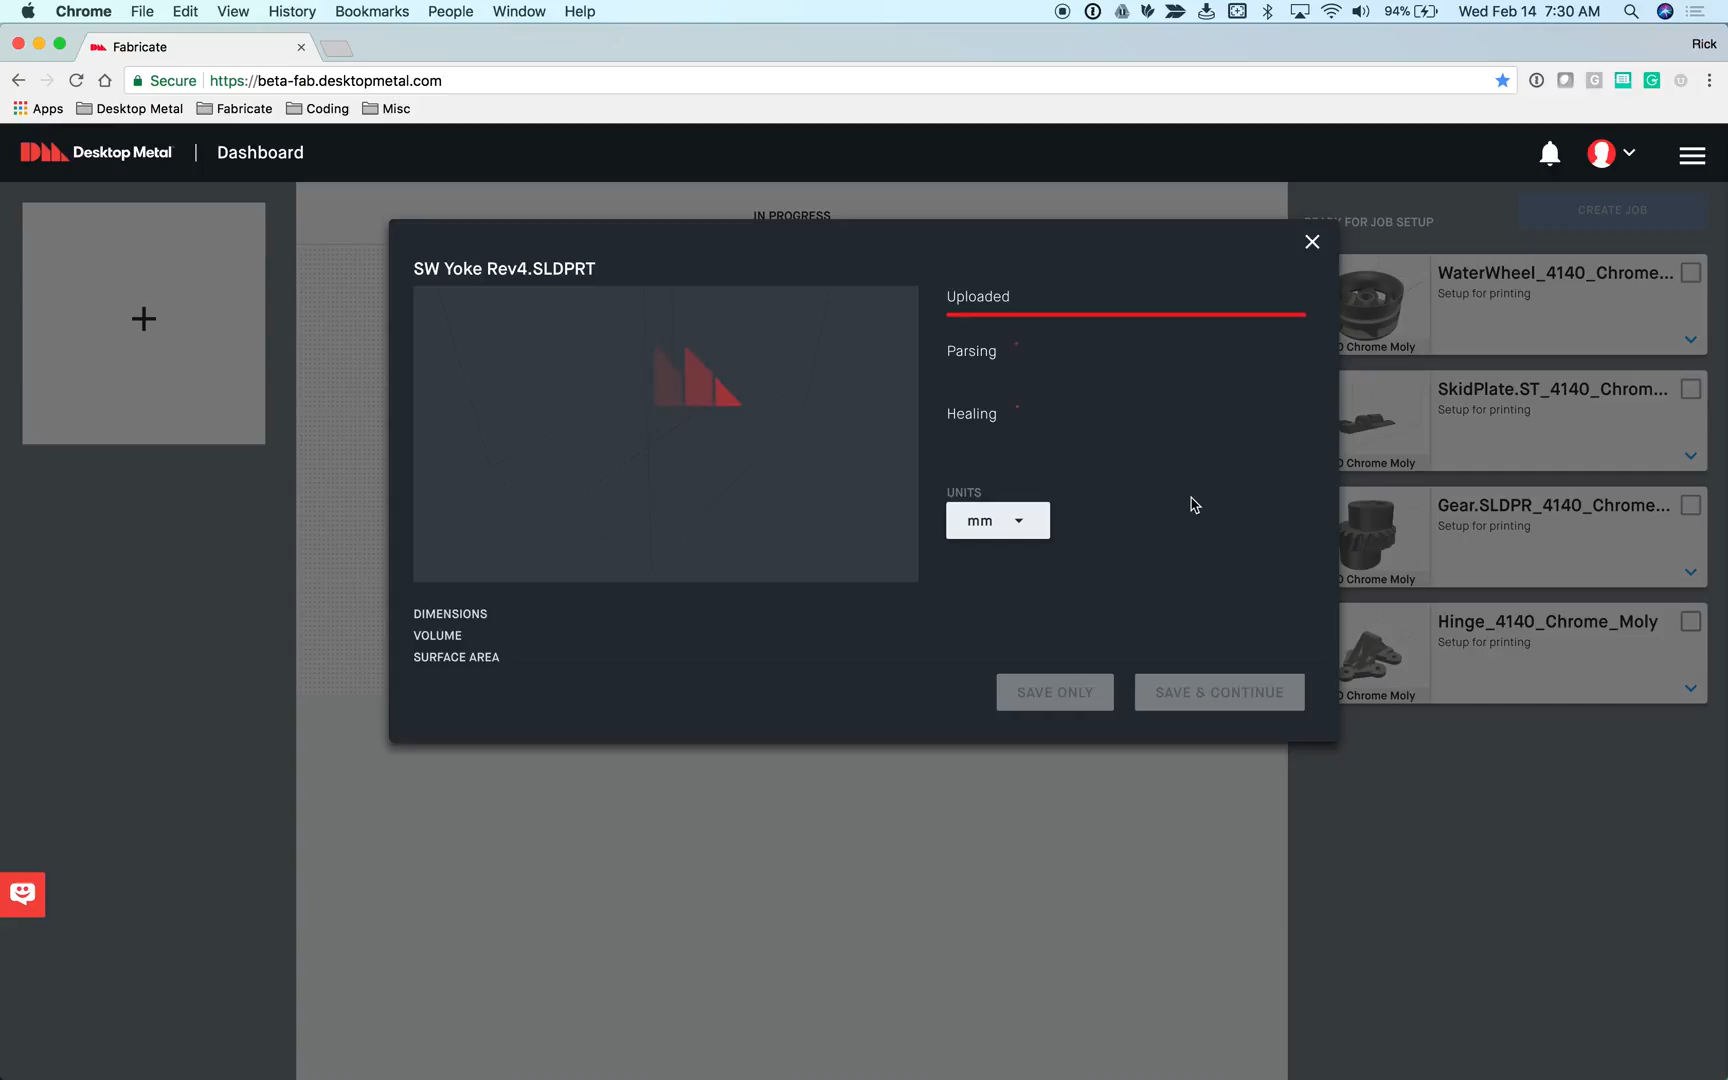 Chrome File Edit View History Bookmarks People Window Help 94% Wed Feb 14 7:30 AM
Fabricate Rick
Secure https://beta-fab.desktopmetal.com
Apps Desktop Metal Fabricate Coding Misc
Desktop Metal Dashboard
IN PROGRESS
FOR JOB SETUP
CREATE JOB
SW Yoke Rev4.SLDPRT
Uploaded
Parsing
Healing
UNITS
mm
DIMENSIONS
VOLUME
SURFACE AREA
SAVE ONLY SAVE & CONTINUE
WaterWheel_4140_Chrome...
Setup for printing
Chrome Moly
SkidPlate.ST_4140_Chrom...
Setup for printing
Chrome Moly
Gear.SLDPR_4140_Chrome...
Setup for printing
Chrome Moly
Hinge_4140_Chrome_Moly
Setup for printing
Chrome Moly